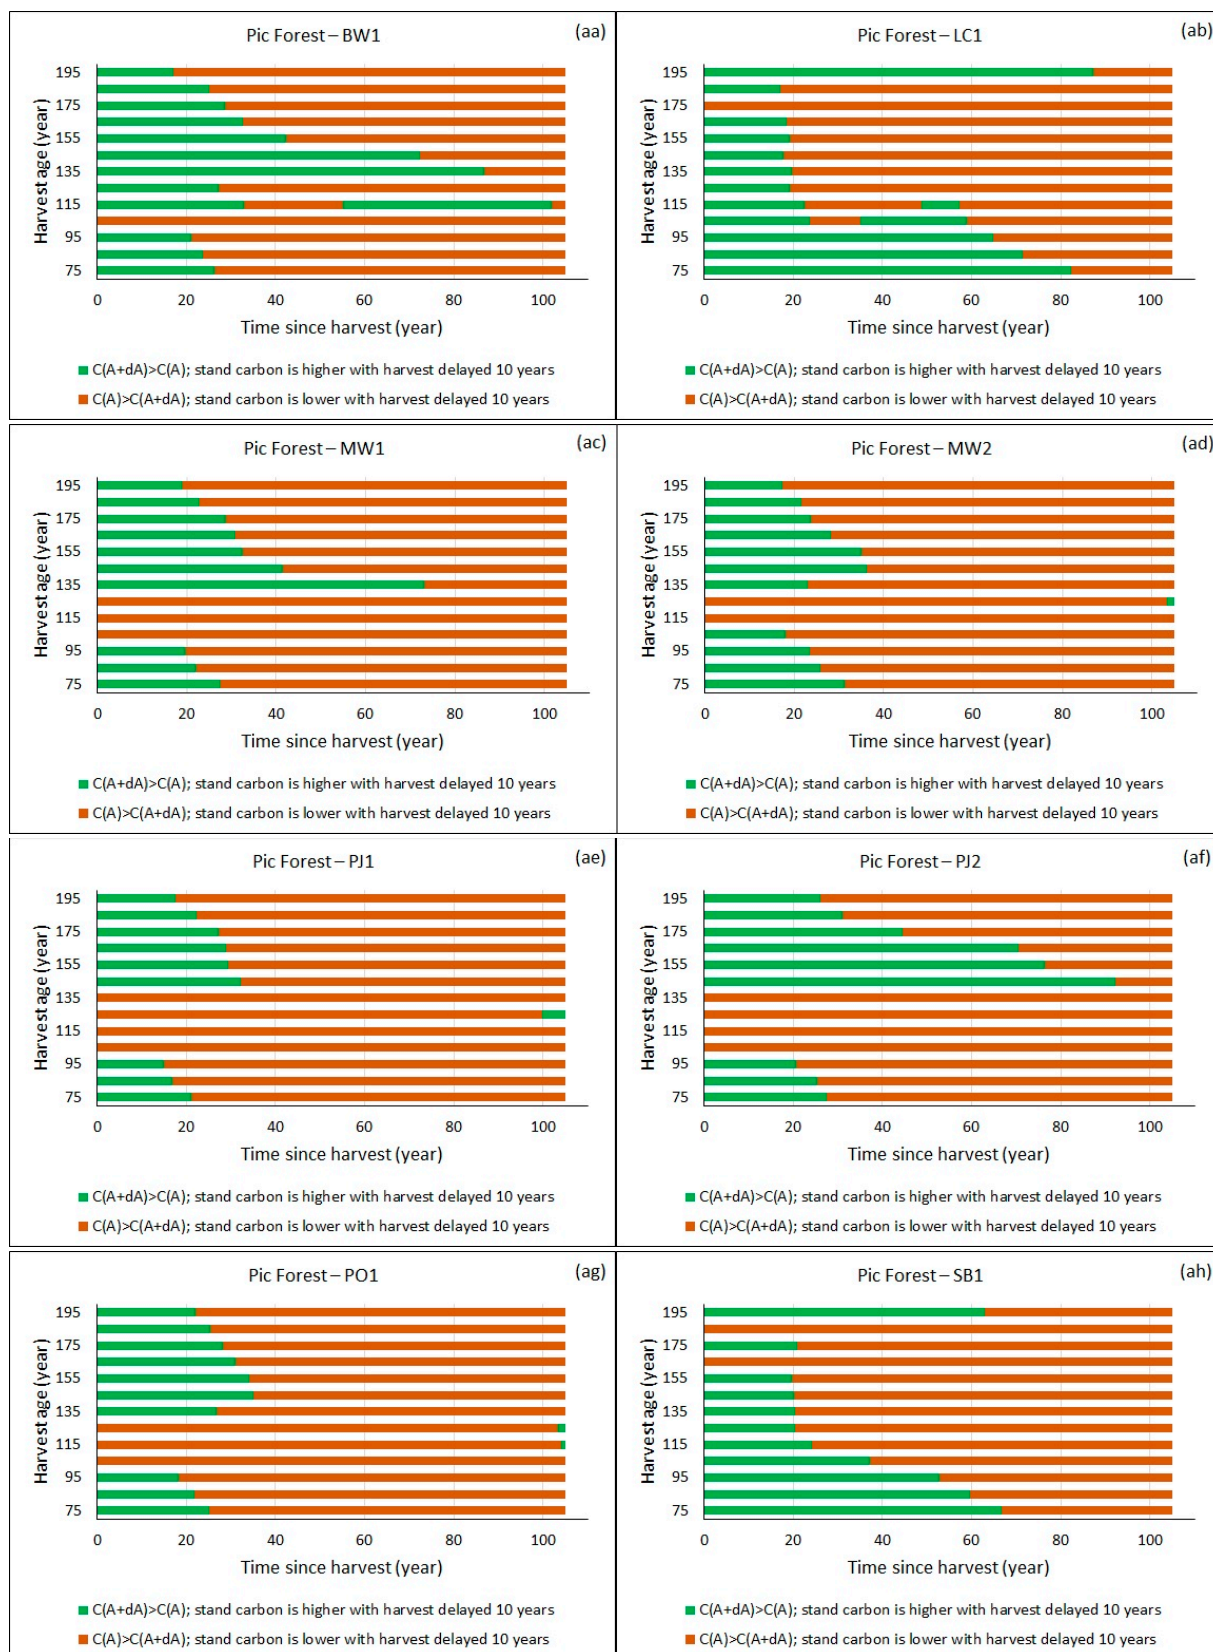 Pic Forest – BW1
(aa)
Harvest age (year)
195
175
155
135
115
95
75
0 20 40 60 80 100
Time since harvest (year)
C(A+dA)>C(A); stand carbon is higher with harvest delayed 10 years
C(A)>C(A+dA); stand carbon is lower with harvest delayed 10 years
Pic Forest – LC1
(ab)
Harvest age (year)
195
175
155
135
115
95
75
0 20 40 60 80 100
Time since harvest (year)
C(A+dA)>C(A); stand carbon is higher with harvest delayed 10 years
C(A)>C(A+dA); stand carbon is lower with harvest delayed 10 years
Pic Forest – MW1
(ac)
Harvest age (year)
195
175
155
135
115
95
75
0 20 40 60 80 100
Time since harvest (year)
C(A+dA)>C(A); stand carbon is higher with harvest delayed 10 years
C(A)>C(A+dA); stand carbon is lower with harvest delayed 10 years
Pic Forest – MW2
(ad)
Harvest age (year)
195
175
155
135
115
95
75
0 20 40 60 80 100
Time since harvest (year)
C(A+dA)>C(A); stand carbon is higher with harvest delayed 10 years
C(A)>C(A+dA); stand carbon is lower with harvest delayed 10 years
Pic Forest – PJ1
(ae)
Harvest age (year)
195
175
155
135
115
95
75
0 20 40 60 80 100
Time since harvest (year)
C(A+dA)>C(A); stand carbon is higher with harvest delayed 10 years
C(A)>C(A+dA); stand carbon is lower with harvest delayed 10 years
Pic Forest – PJ2
(af)
Harvest age (year)
195
175
155
135
115
95
75
0 20 40 60 80 100
Time since harvest (year)
C(A+dA)>C(A); stand carbon is higher with harvest delayed 10 years
C(A)>C(A+dA); stand carbon is lower with harvest delayed 10 years
Pic Forest – PO1
(ag)
Harvest age (year)
195
175
155
135
115
95
75
0 20 40 60 80 100
Time since harvest (year)
C(A+dA)>C(A); stand carbon is higher with harvest delayed 10 years
C(A)>C(A+dA); stand carbon is lower with harvest delayed 10 years
Pic Forest – SB1
(ah)
Harvest age (year)
195
175
155
135
115
95
75
0 20 40 60 80 100
Time since harvest (year)
C(A+dA)>C(A); stand carbon is higher with harvest delayed 10 years
C(A)>C(A+dA); stand carbon is lower with harvest delayed 10 years